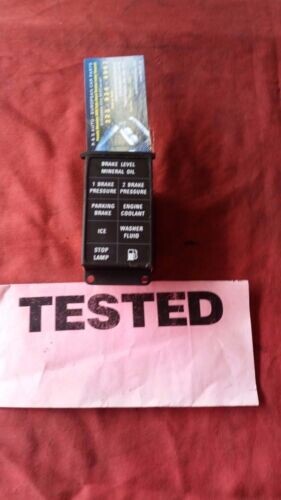 BRAKE LEVEL
MINERAL OIL
1 BRAKE
PRESSURE
2 BRAKE
PRESSURE
PARKING
BRAKE
ENGINE
COOLANT
ICE
WASHER
FLUID
STOP
LAMP
TESTED